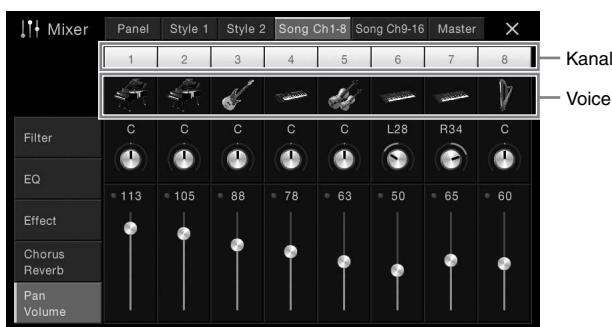 Mixer Panel Style 1 Style 2 Song Ch1-8 Song Ch9-16 Master
1 2 3 4 5 6 7 8 Kanal
Voice
Filter
C C C C C L28 R34 C
EQ
113 105 88 78 63 50 65 60
Effect
Chorus
Reverb
Pan
Volume